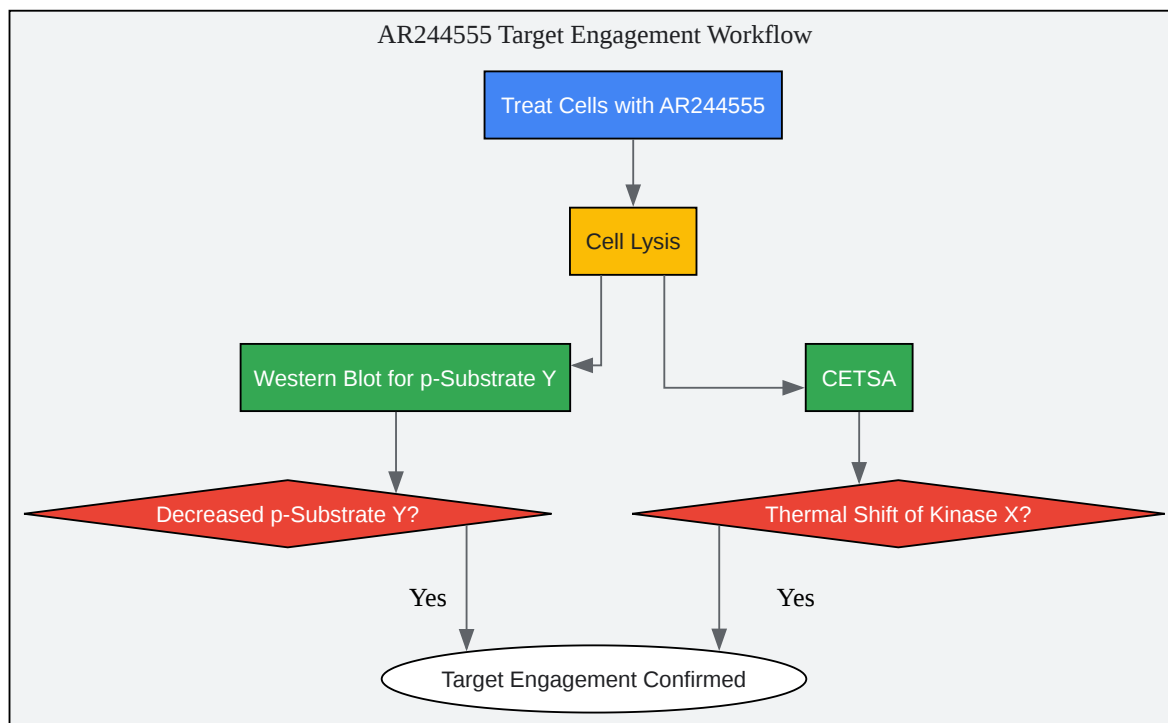 AR244555 Target Engagement Workflow
Treat Cells with AR244555
Cell Lysis
Western Blot for p-Substrate Y
CETSA
Decreased p-Substrate Y?
Thermal Shift of Kinase X?
Yes
Yes
Target Engagement Confirmed